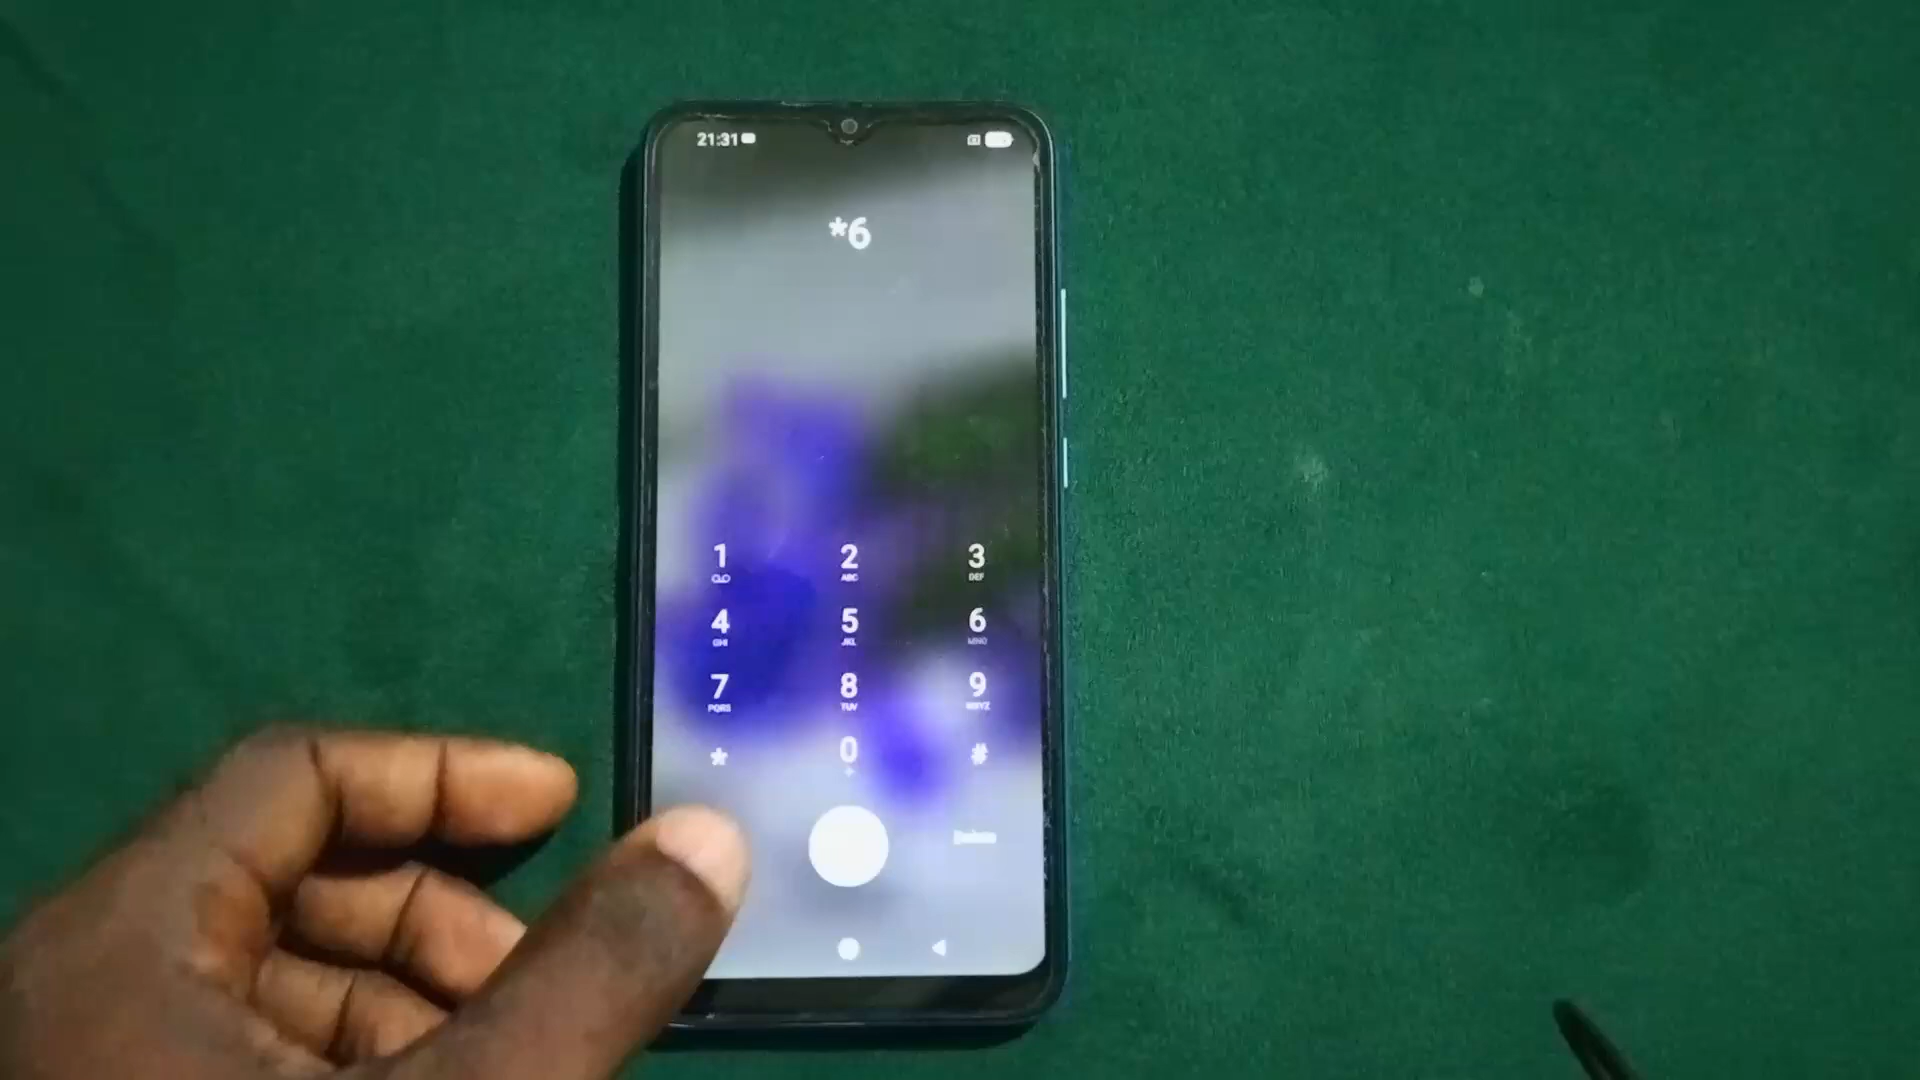 21:31
*6
1 2 3
ABC DEF
4 5 6
GHI JKL MNO
7 8 9
PQRS TUV WXYZ
* 0 #
+
Delete